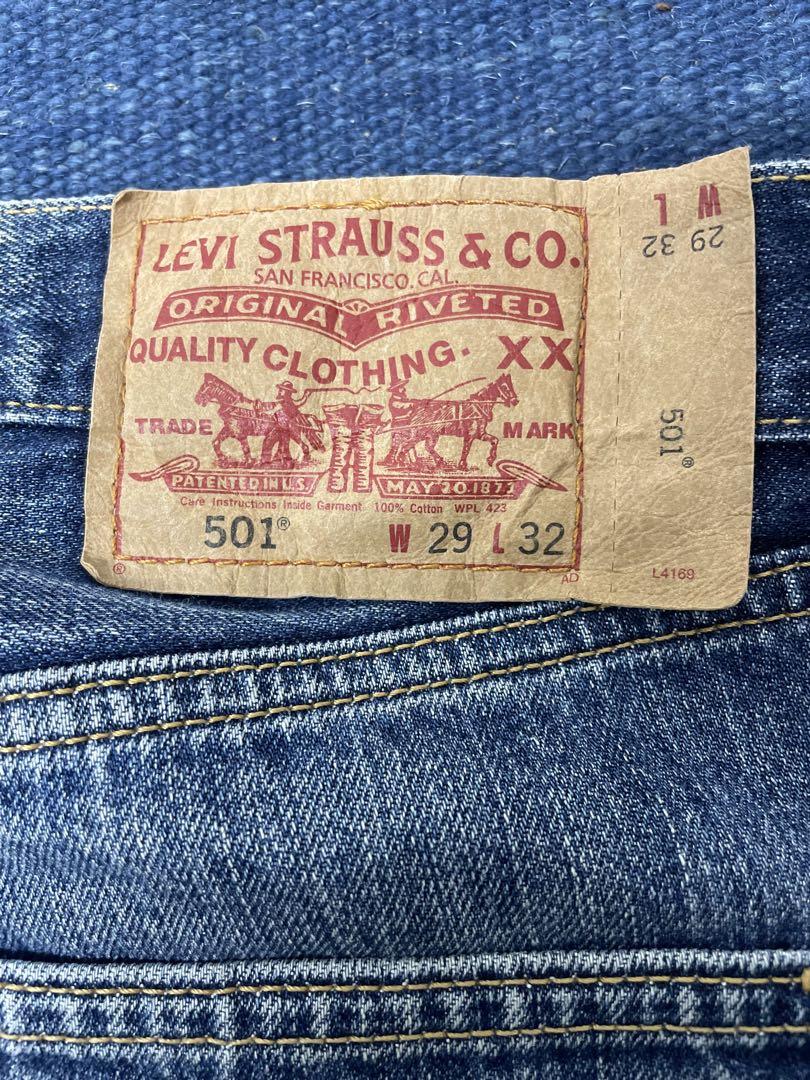 LEVI STRAUSS & CO.
SAN FRANCISCO. CAL.
ORIGINAL RIVETED
QUALITY CLOTHING. XX
TRADE MARK
PATENTED IN U.S. MAY 20.1873
Care Instructions Inside Garment 100% Cotton WPL 423
501® W 29 L 32
® AD
W L
29 32
501®
L4169